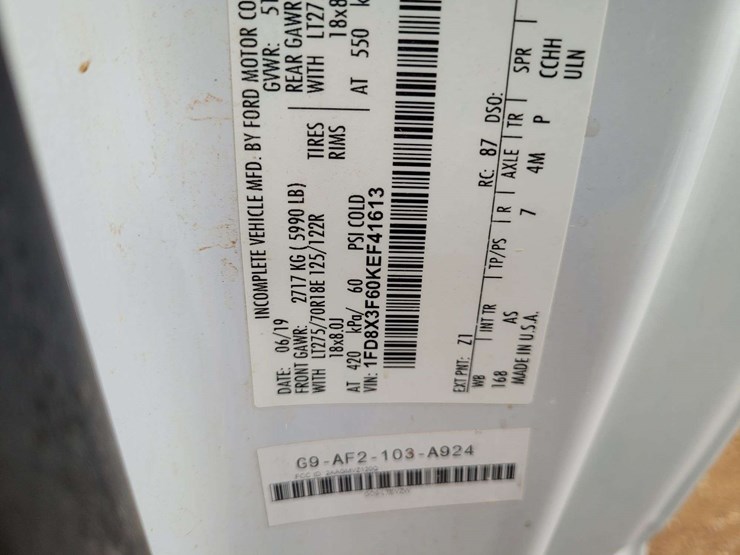 INCOMPLETE VEHICLE MFD. BY FORD MOTOR CO
DATE: 06/19 GVWR: 51
FRONT GAWR: 2717 KG ( 5990 LB) REAR GAWR
WITH LT275/70R18E 125/122R TIRES WITH LT27
18x8.0J RIMS 18x8
AT 420 kPa/ 60 PSI COLD AT 550 k
VIN: 1FD8X3F60KEF41613
EXT PNT: Z1 RC: 87 DSO:
WB INT TR TP/PS R AXLE TR SPR
168 AS 7 4M P CCHH
MADE IN U.S.A. ULN
G9-AF2-103-A924